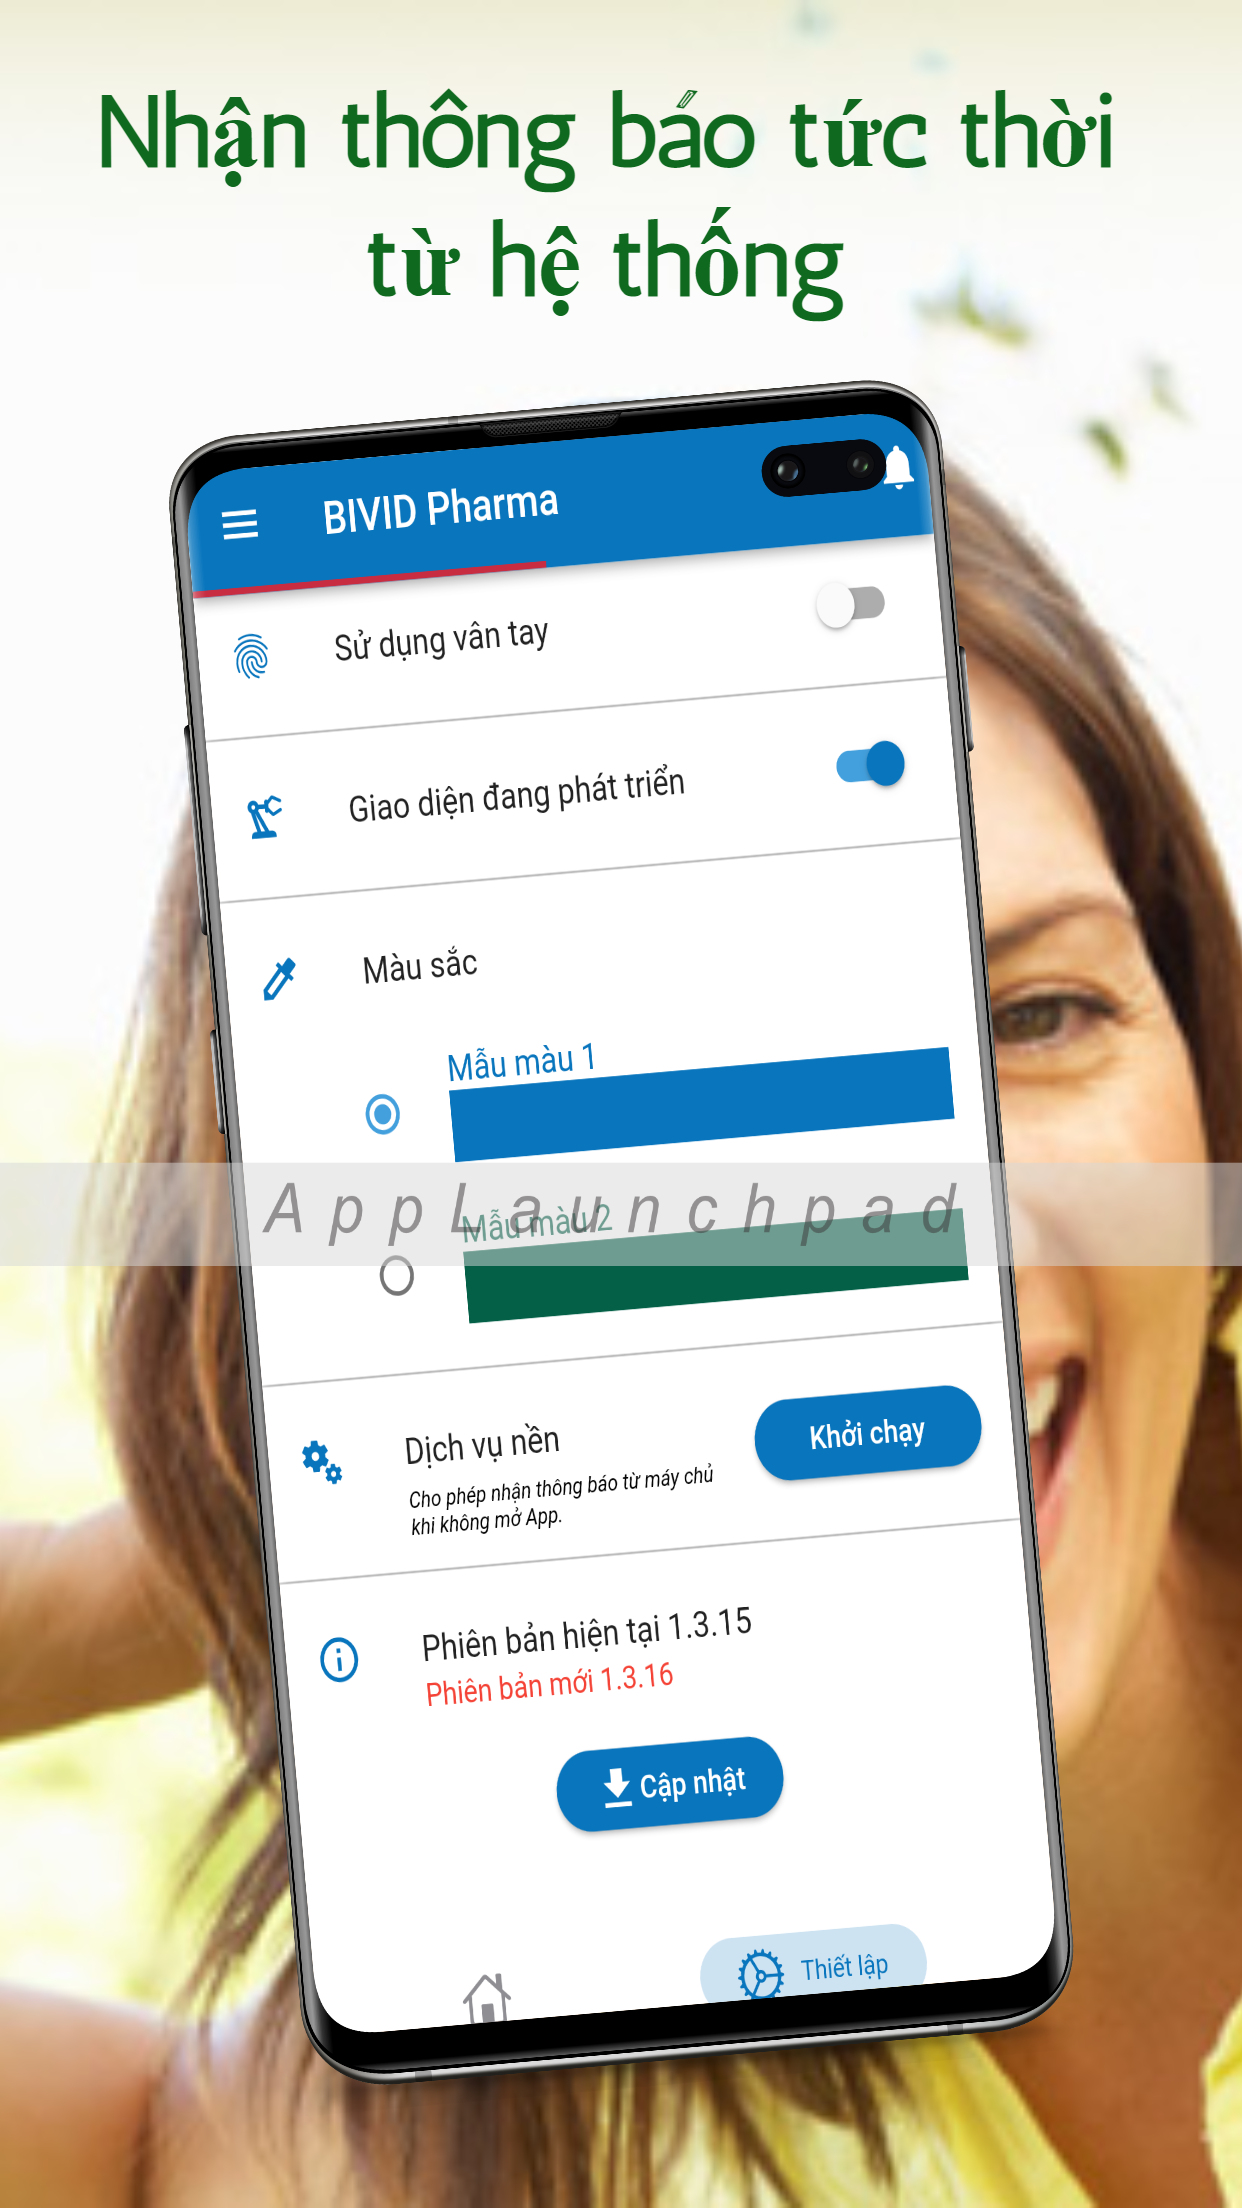 Nhận thông báo tức thời
từ hệ thống
BIVID Pharma
Sử dụng vân tay
Giao diện đang phát triển
Màu sắc
Mẫu màu 1
AppLaunchpad
Mẫu màu 2
Dịch vụ nền
Khởi chạy
Cho phép nhận thông báo từ máy chủ
khi không mở App.
Phiên bản hiện tại 1.3.15
Phiên bản mới 1.3.16
Cập nhật
Thiết lập